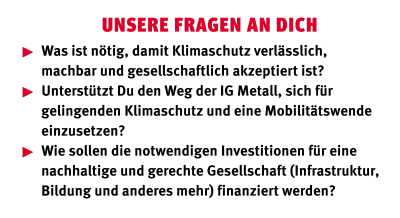 UNSERE FRAGEN AN DICH
Was ist nötig, damit Klimaschutz verlässlich,
machbar und gesellschaftlich akzeptiert ist?
Unterstützt Du den Weg der IG Metall, sich für
gelingenden Klimaschutz und eine Mobilitätswende
einzusetzen?
Wie sollen die notwendigen Investitionen für eine
nachhaltige und gerechte Gesellschaft (Infrastruktur,
Bildung und anderes mehr) finanziert werden?